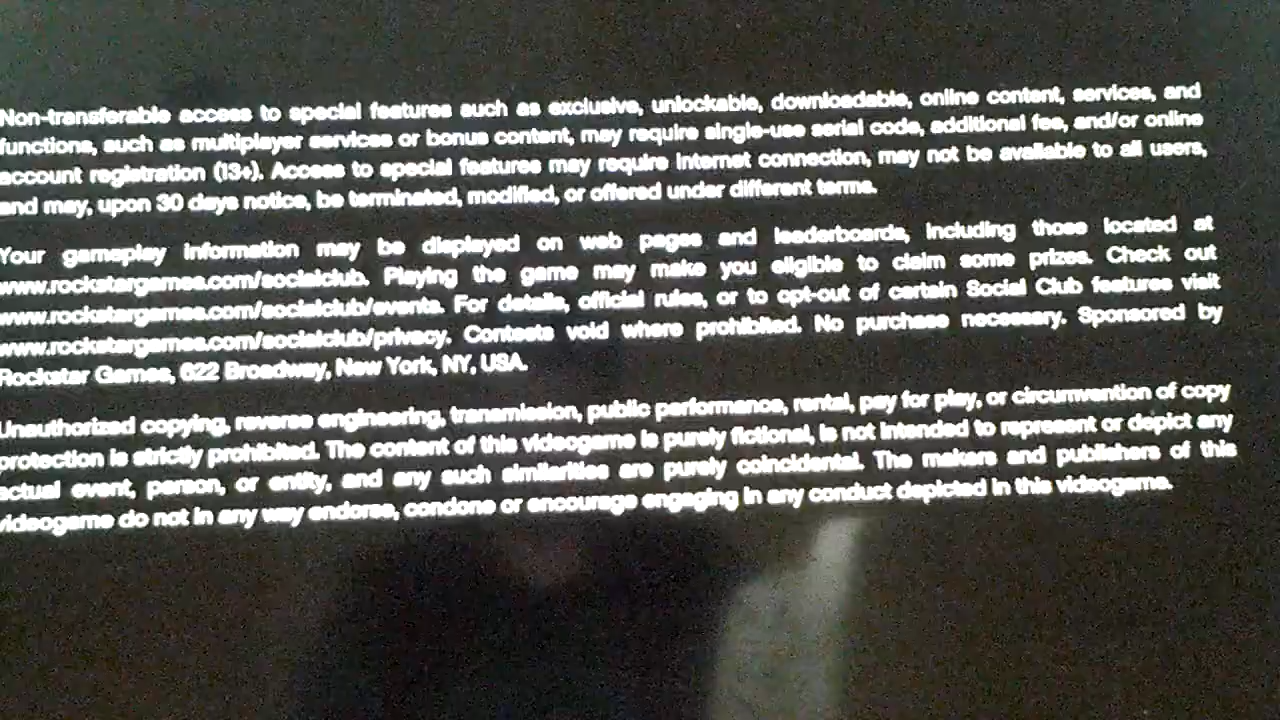 Non-transferable access to special features such as exclusive, unlockable, downloadable, online content, services, and
functions, such as multiplayer services or bonus content, may require single-use serial code, additional fee, and/or online
account registration (13+). Access to special features may require internet connection, may not be available to all users,
and may, upon 30 days notice, be terminated, modified, or offered under different terms.
Your gameplay information may be displayed on web pages and leaderboards, including those located at
www.rockstargames.com/socialclub. Playing the game may make you eligible to claim some prizes. Check out
www.rockstargames.com/socialclub/events. For details, official rules, or to opt-out of certain Social Club features visit
www.rockstargames.com/socialclub/privacy. Contests void where prohibited. No purchase necessary. Sponsored by
Rockstar Games, 622 Broadway, New York, NY, USA.
Unauthorized copying, reverse engineering, transmission, public performance, rental, pay for play, or circumvention of copy
protection is strictly prohibited. The content of this videogame is purely fictional, is not intended to represent or depict any
actual event, person, or entity, and any such similarities are purely coincidental. The makers and publishers of this
videogame do not in any way endorse, condone or encourage engaging in any conduct depicted in this videogame.